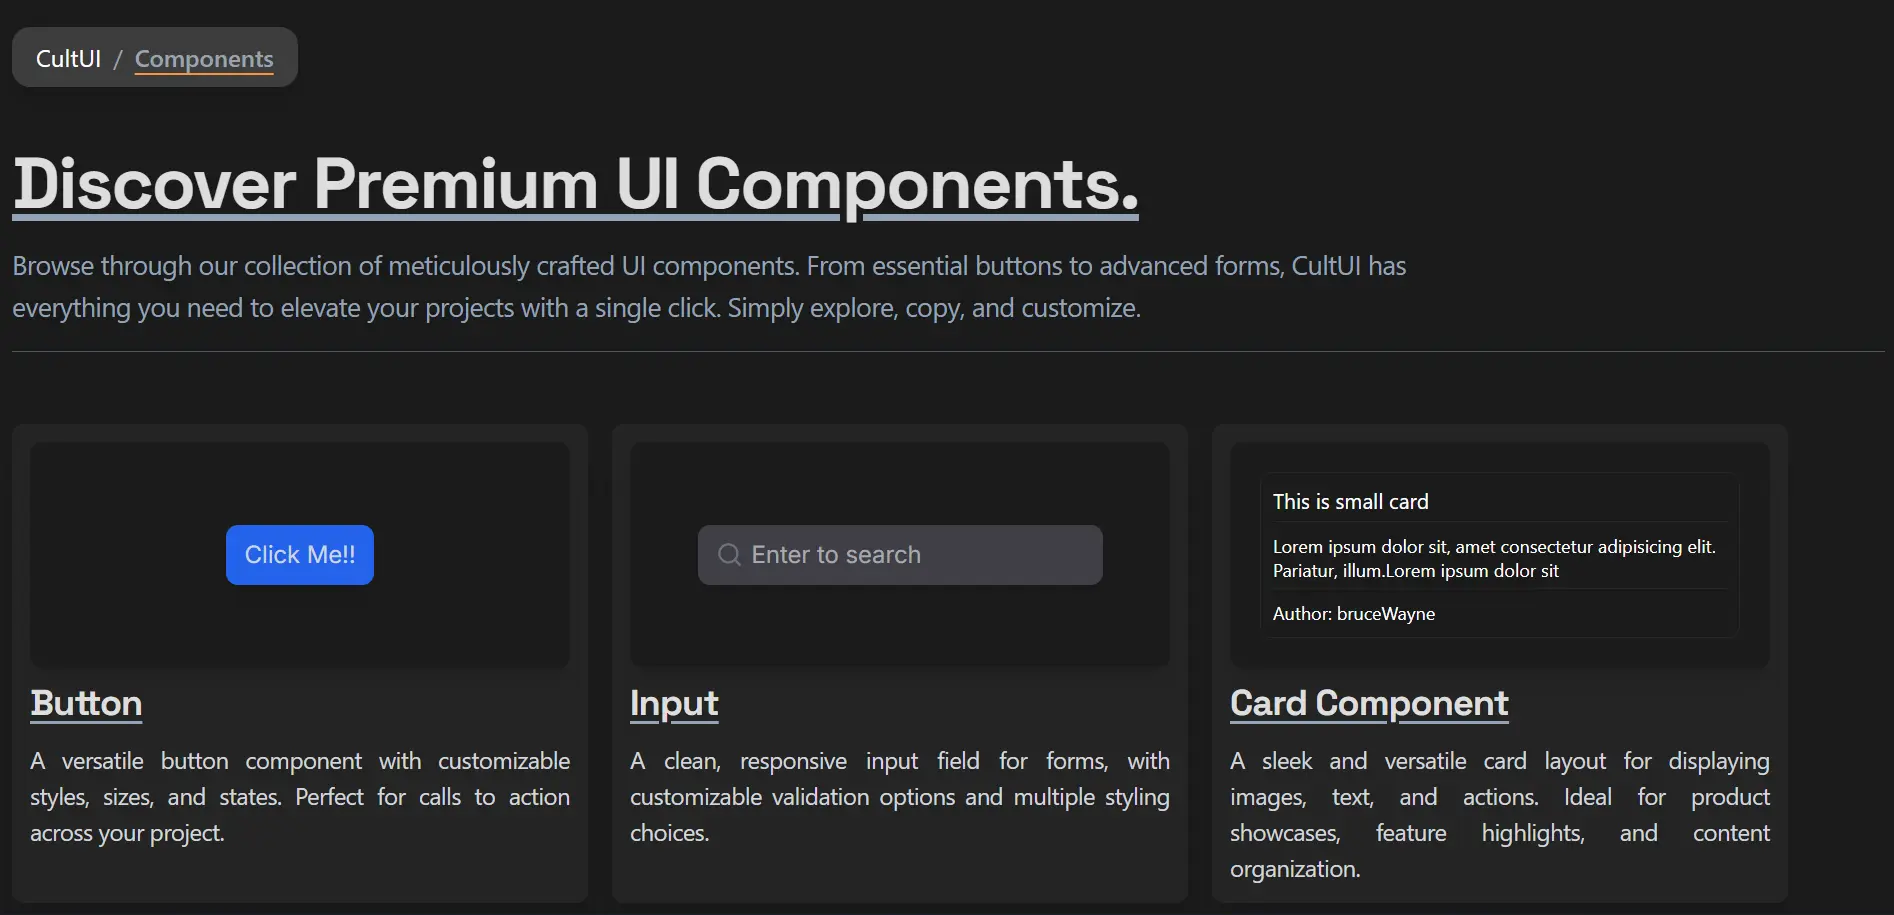 CultUI / Components
Discover Premium UI Components.
Browse through our collection of meticulously crafted UI components. From essential buttons to advanced forms, CultUI has
everything you need to elevate your projects with a single click. Simply explore, copy, and customize.
Click Me!!
Button
A versatile button component with customizable
styles, sizes, and states. Perfect for calls to action
across your project.
Enter to search
Input
A clean, responsive input field for forms, with
customizable validation options and multiple styling
choices.
This is small card
Lorem ipsum dolor sit, amet consectetur adipisicing elit.
Pariatur, illum.Lorem ipsum dolor sit
Author: bruceWayne
Card Component
A sleek and versatile card layout for displaying
images, text, and actions. Ideal for product
showcases, feature highlights, and content
organization.